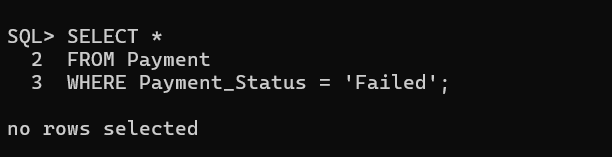 SQL> SELECT *
  2  FROM Payment
  3  WHERE Payment_Status = 'Failed';
no rows selected